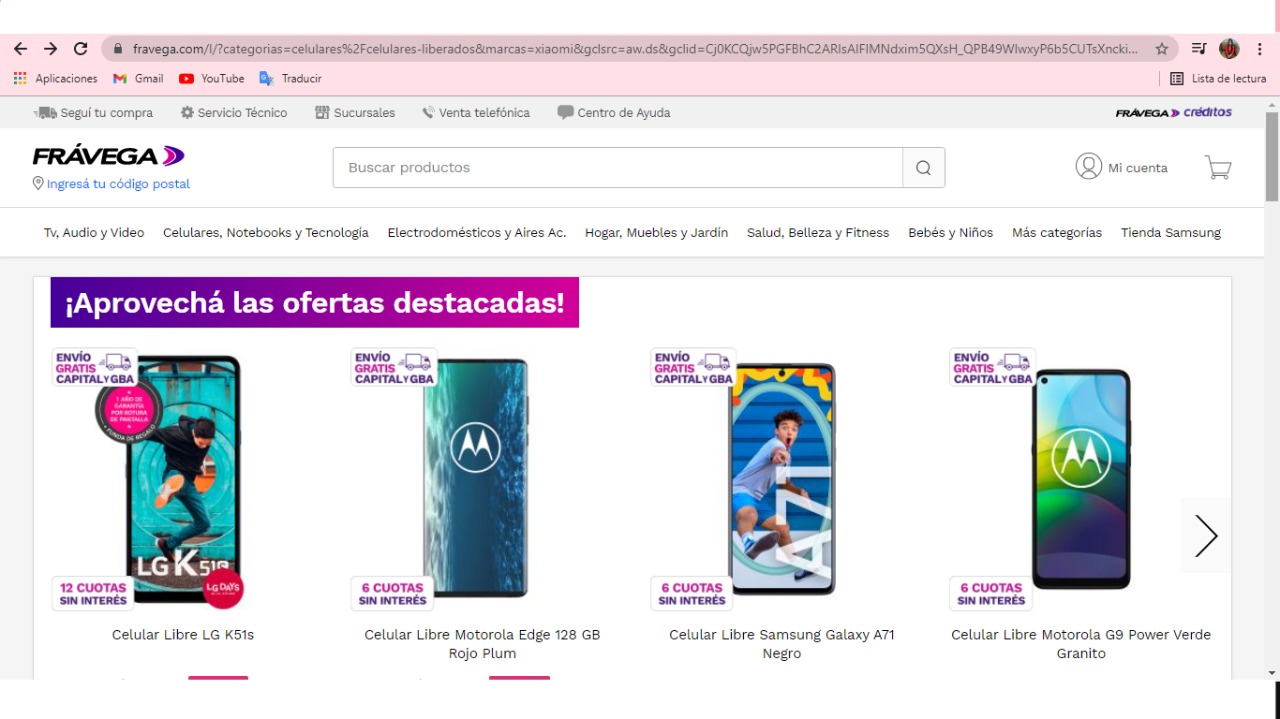 fravega.com/l/?categorias=celulares%2Fcelulares-liberados&marcas=xiaomi&gclsrc=aw.ds&gclid=Cj0KCQjw5PGFBhC2ARIsAIFIMNdxim5QXsH_QPB49WIwxyP6b5CUTsXncki...
Aplicaciones Gmail YouTube Traducir Lista de lectura
Seguí tu compra Servicio Técnico Sucursales Venta telefónica Centro de Ayuda FRÁVEGA créditos
FRÁVEGA
Buscar productos
Mi cuenta
Ingresá tu código postal
Tv, Audio y Video Celulares, Notebooks y Tecnología Electrodomésticos y Aires Ac. Hogar, Muebles y Jardín Salud, Belleza y Fitness Bebés y Niños Más categorías Tienda Samsung
¡Aprovechá las ofertas destacadas!
ENVÍO
GRATIS
CAPITAL Y GBA
1 AÑO DE
GARANTÍA
POR ROTURA
DE PANTALLA
+ FUNDA DE REGALO
LG K51s
LG DAYS
12 CUOTAS
SIN INTERÉS
Celular Libre LG K51s
ENVÍO
GRATIS
CAPITAL Y GBA
6 CUOTAS
SIN INTERÉS
Celular Libre Motorola Edge 128 GB
Rojo Plum
ENVÍO
GRATIS
CAPITAL Y GBA
A71
6 CUOTAS
SIN INTERÉS
Celular Libre Samsung Galaxy A71
Negro
ENVÍO
GRATIS
CAPITAL Y GBA
6 CUOTAS
SIN INTERÉS
Celular Libre Motorola G9 Power Verde
Granito